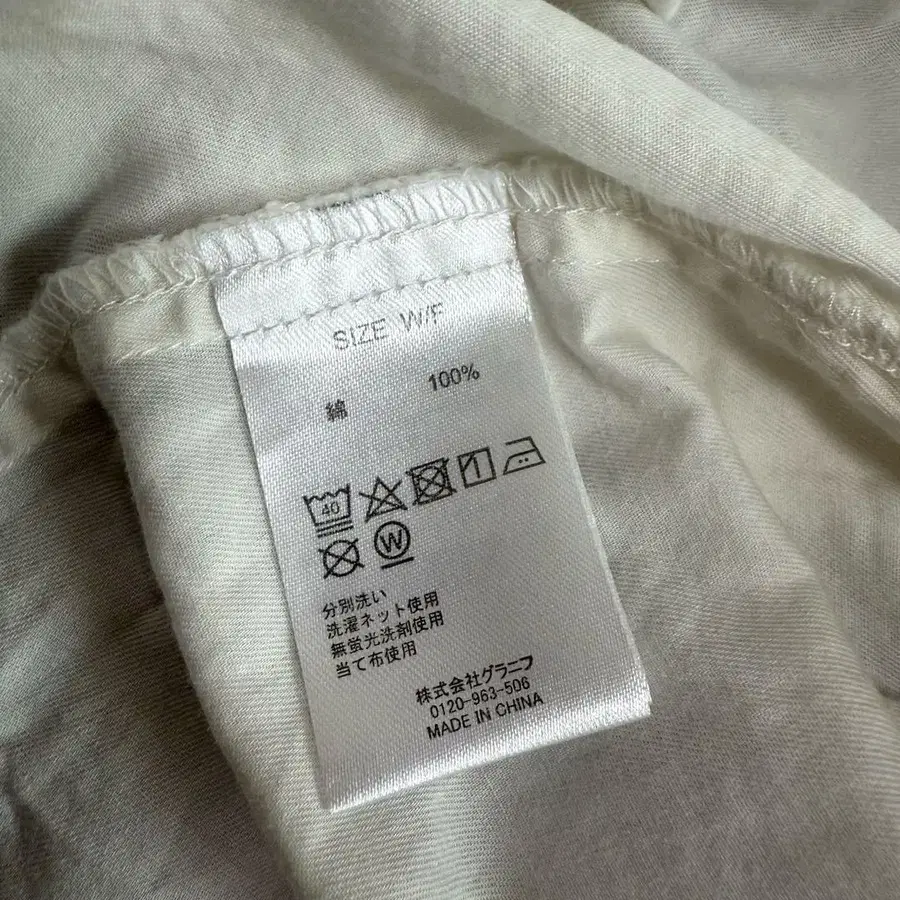 SIZE W/F
綿 100%
40
W
分別洗い
洗濯ネット使用
無蛍光洗剤使用
当て布使用
株式会社グラニフ
0120-963-506
MADE IN CHINA